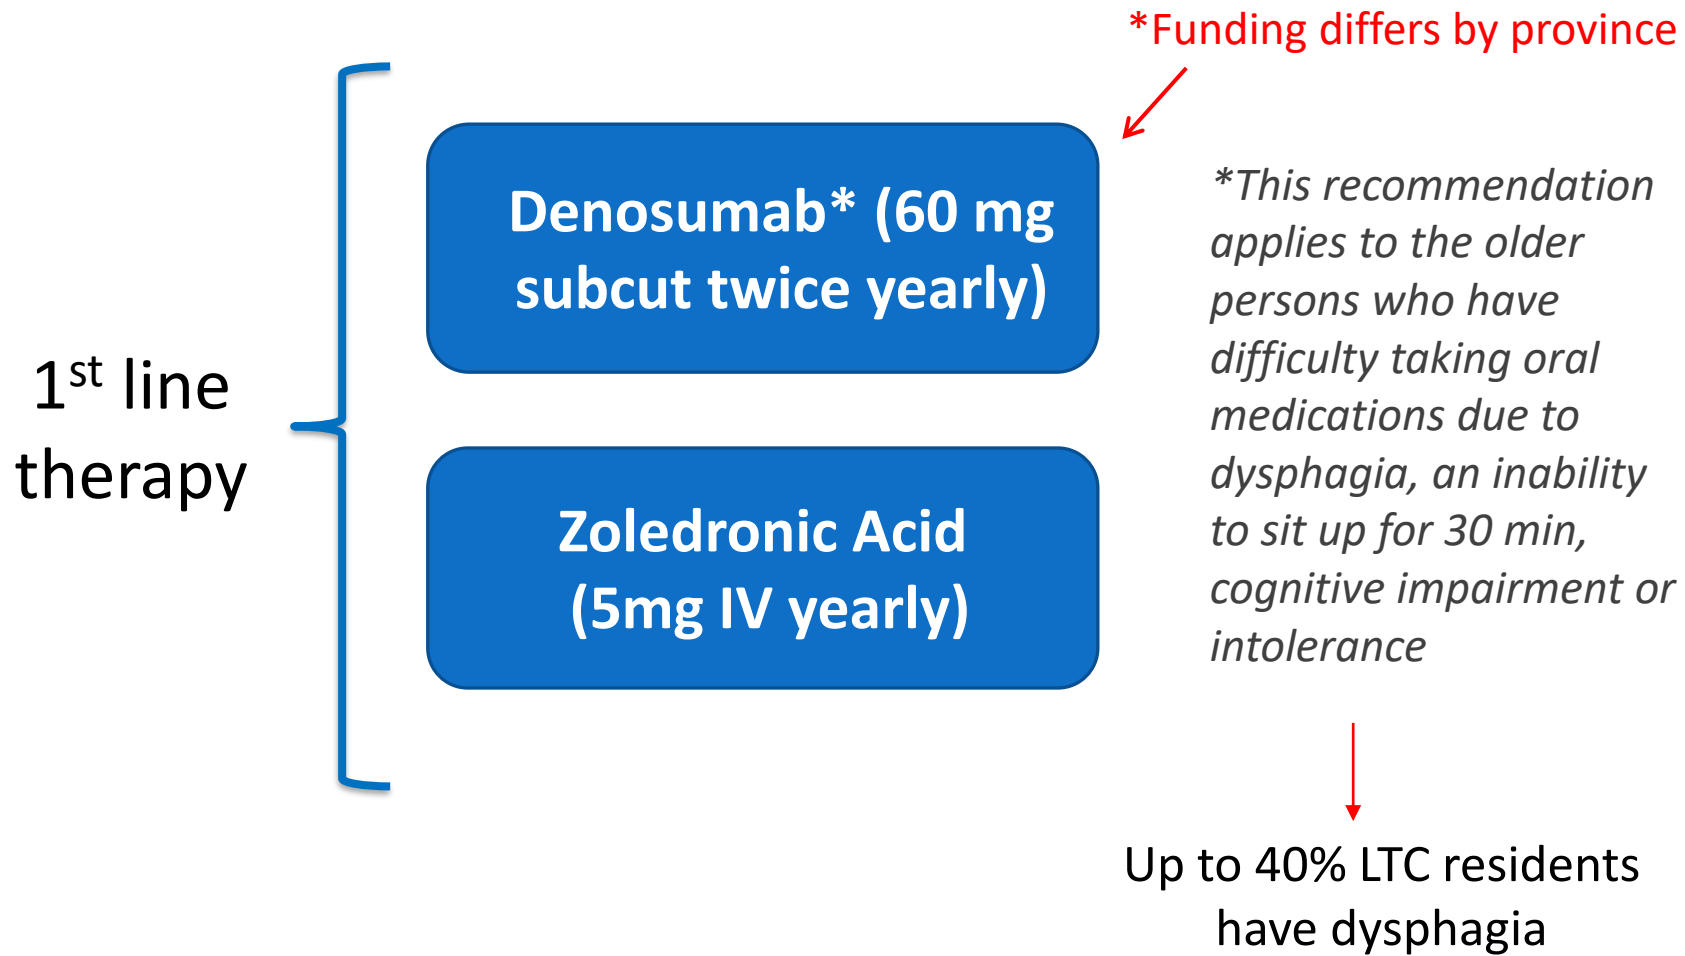 *Funding differs by province
Denosumab* (60 mg
subcut twice yearly)
1st line
therapy
Zoledronic Acid
(5mg IV yearly)
*This recommendation
applies to the older
persons who have
difficulty taking oral
medications due to
dysphagia, an inability
to sit up for 30 min,
cognitive impairment or
intolerance
Up to 40% LTC residents
have dysphagia